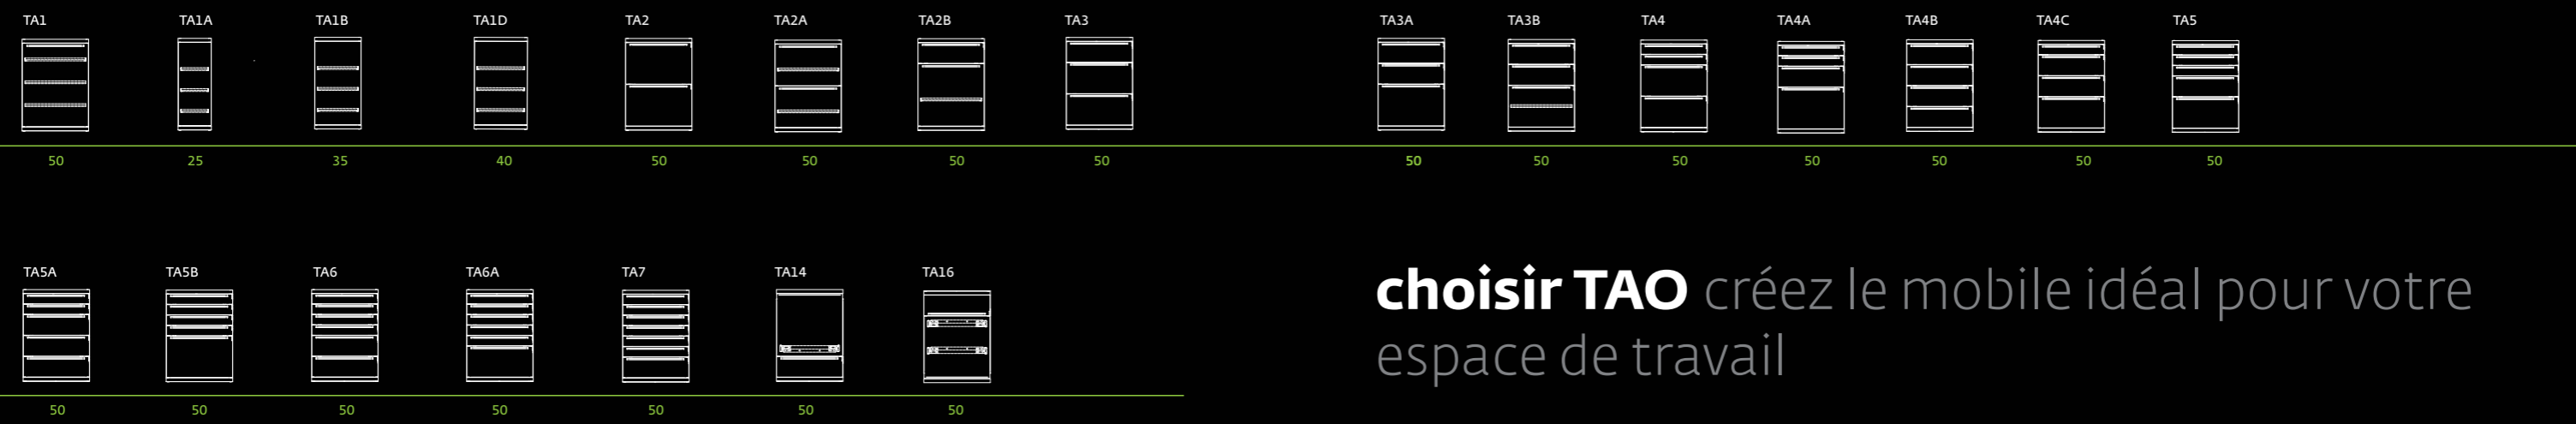 TA1 TA1A TA1B TA1D TA2 TA2A TA2B TA3 TA3A TA3B TA4 TA4A TA4B TA4C TA5
50 25 35 40 50 50 50 50 50 50 50 50 50 50 50
TA5A TA5B TA6 TA6A TA7 TA14 TA16
50 50 50 50 50 50 50
choisir TAO créez le mobile idéal pour votre
espace de travail